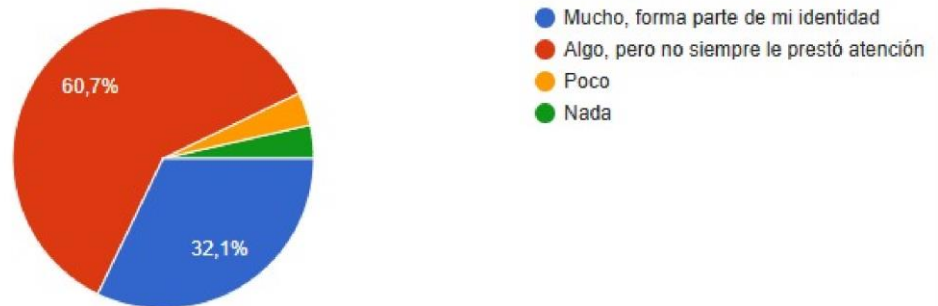 Mucho, forma parte de mi identidad
Algo, pero no siempre le prestó atención
Poco
Nada
60,7%
32,1%